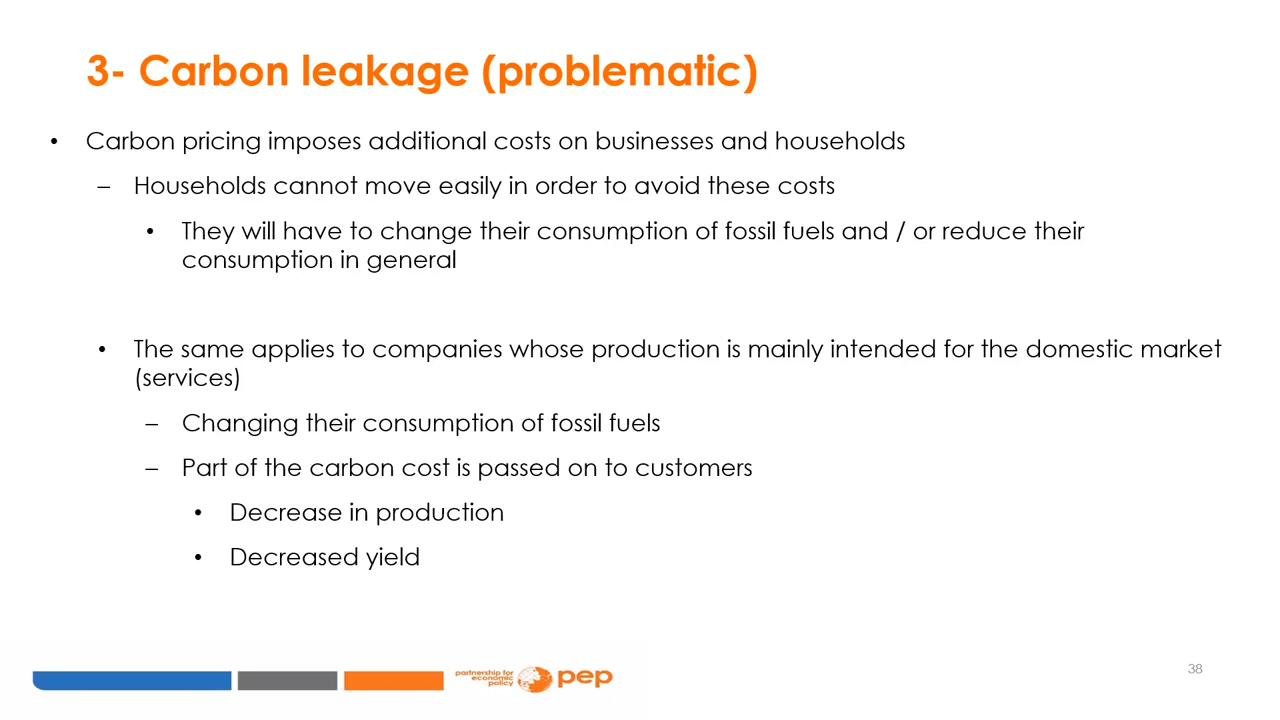 3- Carbon leakage (problematic)
• Carbon pricing imposes additional costs on businesses and households
– Households cannot move easily in order to avoid these costs
• They will have to change their consumption of fossil fuels and / or reduce their
consumption in general
• The same applies to companies whose production is mainly intended for the domestic market
(services)
– Changing their consumption of fossil fuels
– Part of the carbon cost is passed on to customers
• Decrease in production
• Decreased yield
partnership for
economic
policy
pep
38